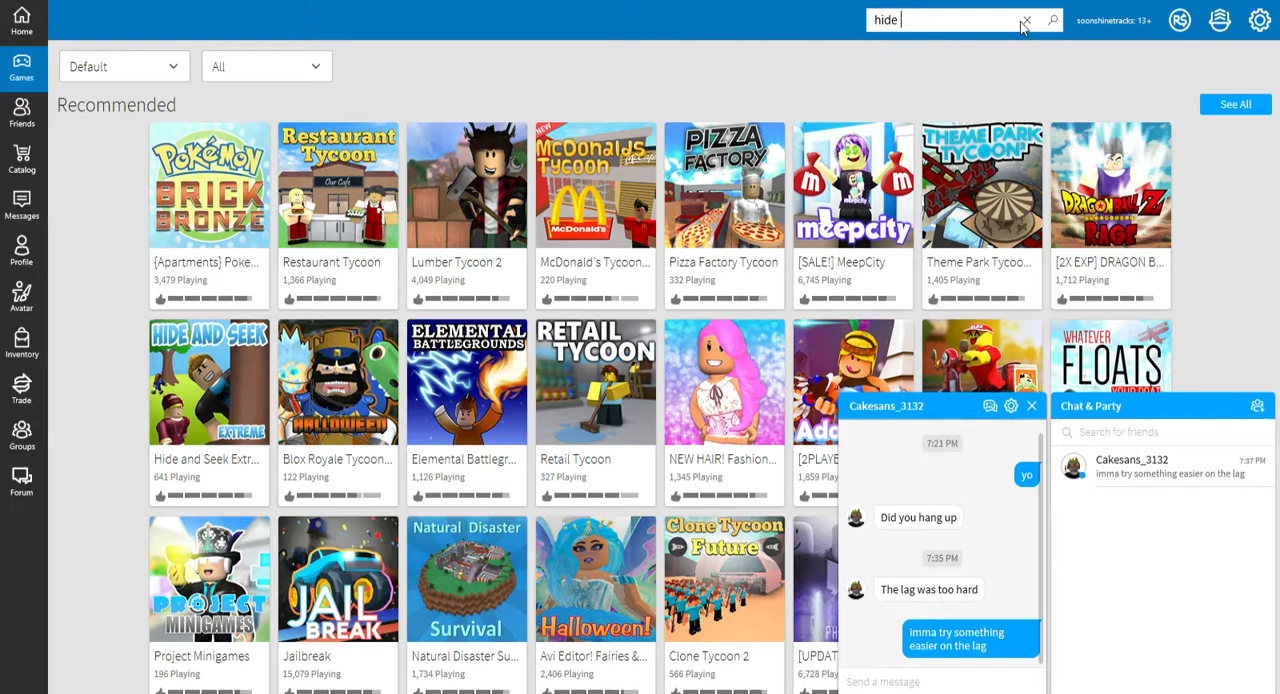 Home
Games
Friends
Catalog
Messages
Profile
Avatar
Inventory
Trade
Groups
Forum
hide
soonshinetracks: 13+
R$
Default
All
Recommended
See All
POKÉMON
BRICK
BRONZE
{Apartments} Poke...
3,479 Playing
Restaurant
Tycoon
Our Cafe
Restaurant Tycoon
1,366 Playing
Lumber Tycoon 2
4,049 Playing
NEW
McDonalds
Tycoon
McDonald's
McDonald's Tycoon...
220 Playing
PIZZA
FACTORY
Pizza Factory Tycoon
332 Playing
m
m
meepcity
[SALE!] MeepCity
6,745 Playing
THEME PARK
TYCOON
2
Theme Park Tycoo...
1,405 Playing
DRAGON BALL Z
RAGE
[2X EXP] DRAGON B...
1,712 Playing
HIDE AND SEEK
EXTREME
Hide and Seek Extr...
641 Playing
HALLOWEEN
Blox Royale Tycoon...
122 Playing
ELEMENTAL
BATTLEGROUNDS
Elemental Battlegr...
1,126 Playing
RETAIL
TYCOON
Retail Tycoon
327 Playing
NEW HAIR! Fashion...
1,345 Playing
Ad
[2PLAYE
1,859 Playing
WHATEVER
FLOATS
YOUR BOAT
PROJECT
MINIGAMES
Project Minigames
196 Playing
JAIL
BREAK
Jailbreak
15,079 Playing
Natural Disaster
Survival
Natural Disaster Su...
1,734 Playing
Halloween!
Avi Editor! Fairies &...
2,406 Playing
Clone Tycoon
Future
Clone Tycoon 2
566 Playing
[UPDAT
6,728 Playing
Cakesans_3132
7:21 PM
yo
Did you hang up
7:35 PM
The lag was too hard
imma try something
easier on the lag
Send a message
Chat & Party
Search for friends
Cakesans_3132
7:37 PM
imma try something easier on the lag